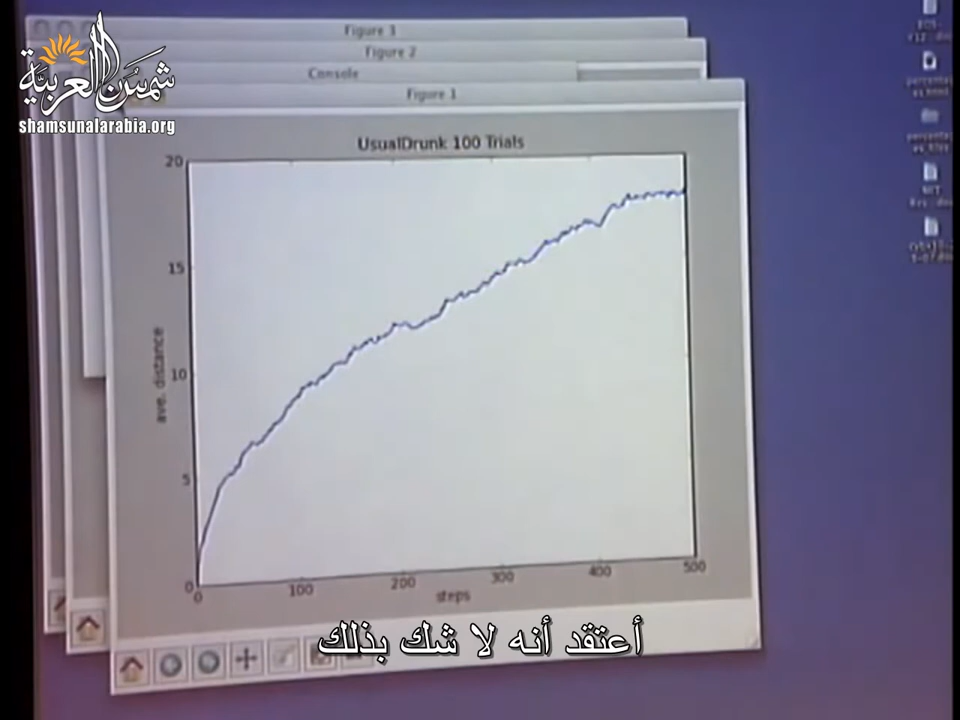 Figure 1
Figure 2
Console
Figure 1
شمس العربية
shamsunalarabia.org
UsualDrunk 100 Trials
20
15
10
5
0
ave. distance
0
100
200
300
400
500
steps
أعتقد أنه لا شك بذلك